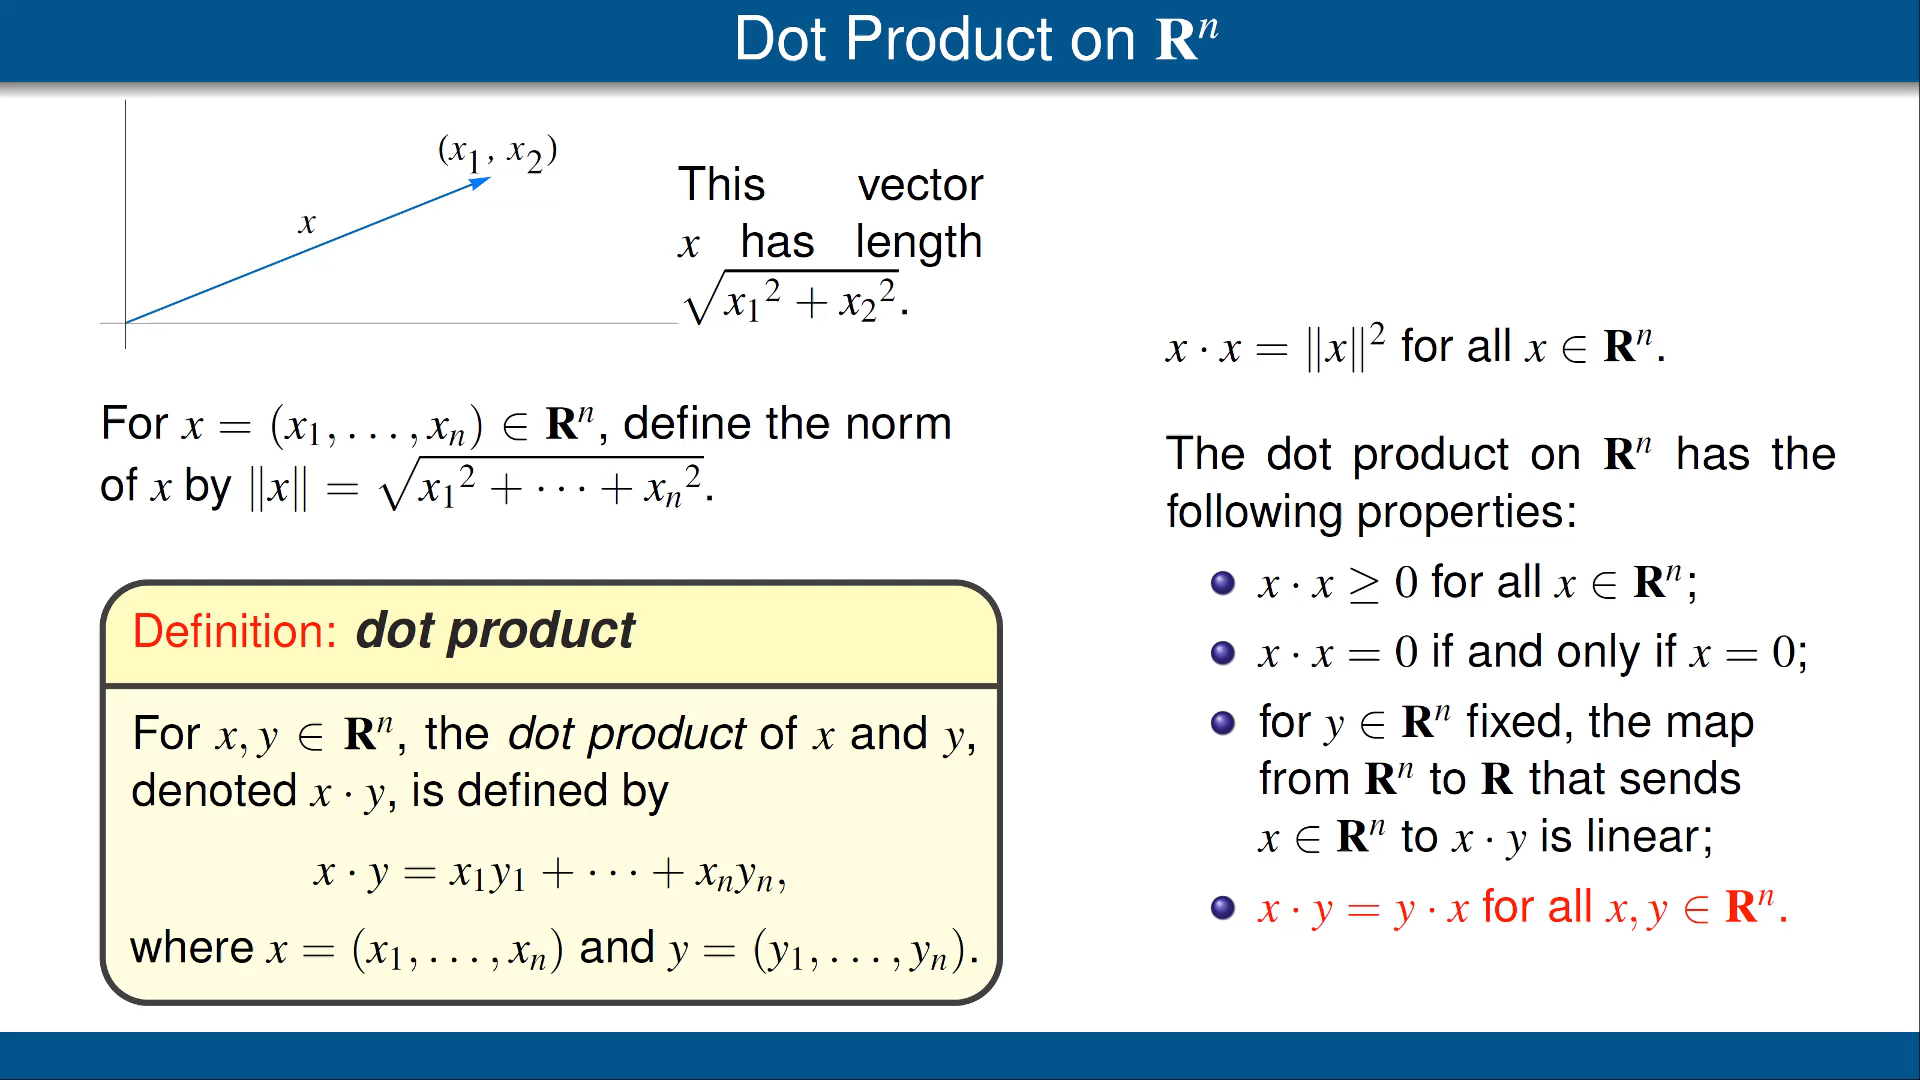 Dot Product on Rⁿ
(x₁, x₂)
x
This vector
x has length
√(x₁² + x₂²).
For x = (x₁, . . . , xₙ) ∈ Rⁿ, define the norm
of x by ‖x‖ = √(x₁² + · · · + xₙ²).
Definition: dot product
For x, y ∈ Rⁿ, the dot product of x and y,
denoted x · y, is defined by
x · y = x₁y₁ + · · · + xₙyₙ,
where x = (x₁, . . . , xₙ) and y = (y₁, . . . , yₙ).
x · x = ‖x‖² for all x ∈ Rⁿ.
The dot product on Rⁿ has the
following properties:
x · x ≥ 0 for all x ∈ Rⁿ;
x · x = 0 if and only if x = 0;
for y ∈ Rⁿ fixed, the map
from Rⁿ to R that sends
x ∈ Rⁿ to x · y is linear;
x · y = y · x for all x, y ∈ Rⁿ.